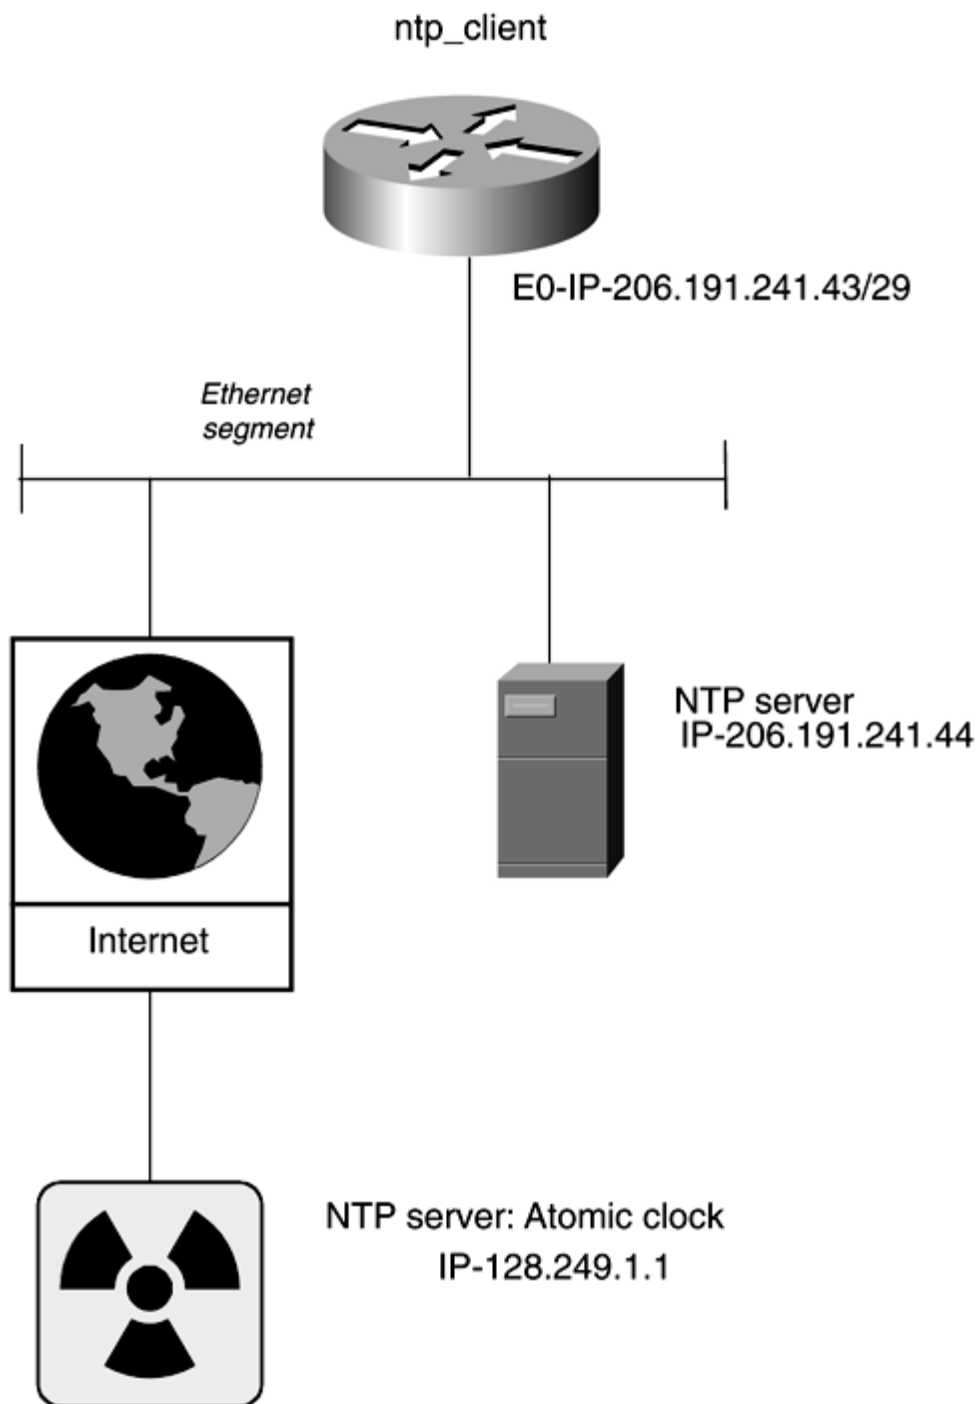 ntp_client
E0-IP-206.191.241.43/29
Ethernet
segment
NTP server
IP-206.191.241.44
Internet
NTP server: Atomic clock
IP-128.249.1.1